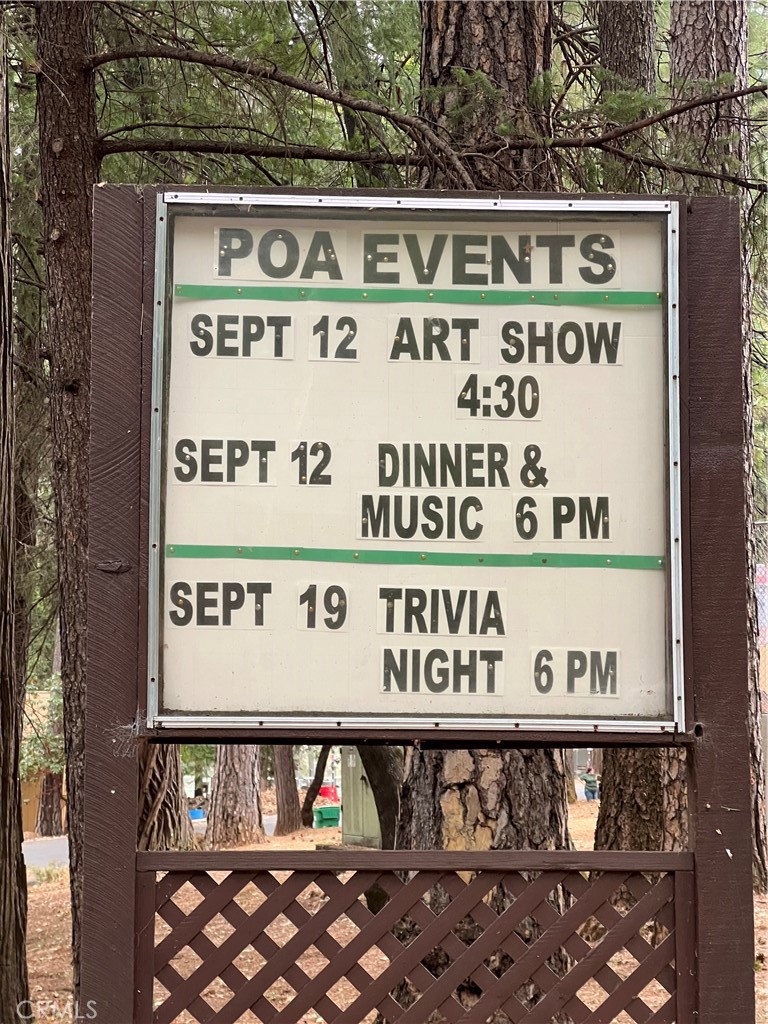 POA EVENTS
SEPT 12 ART SHOW
4:30
SEPT 12 DINNER &
MUSIC 6 PM
SEPT 19 TRIVIA
NIGHT 6 PM
CRMLS